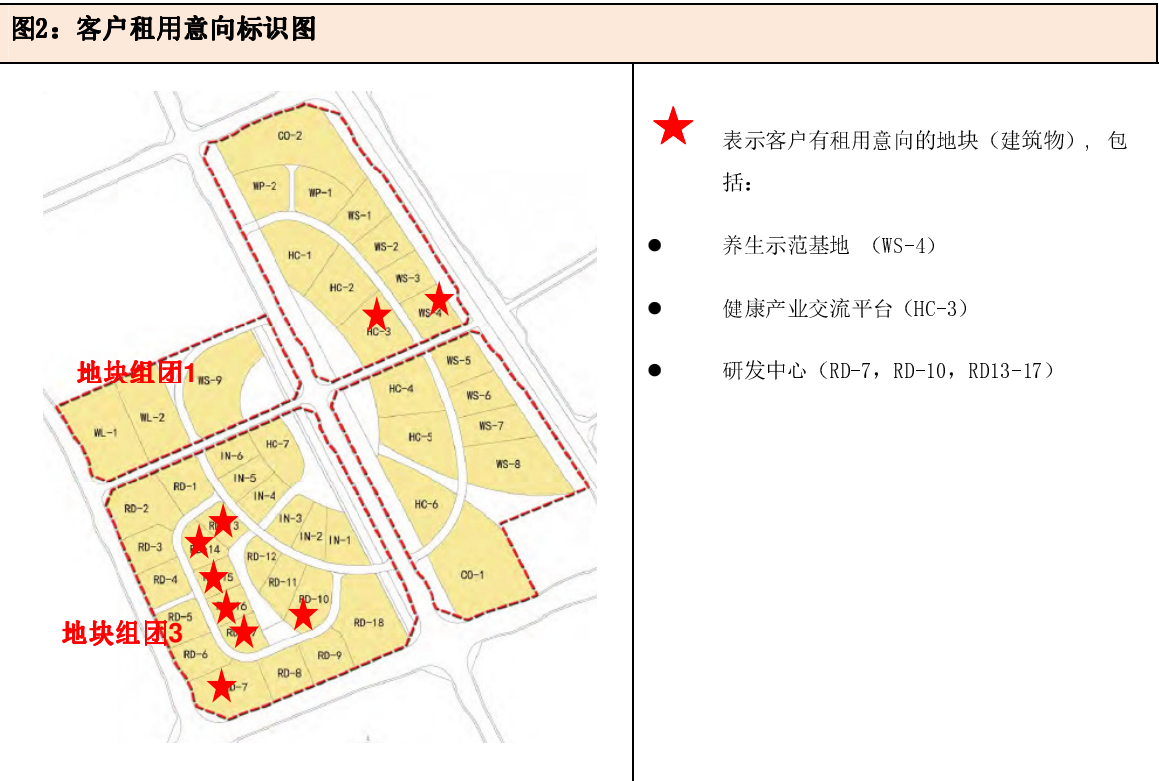 图2：客户租用意向标识图
CO-2
WP-2
WP-1
WS-1
WS-2
HC-1
WS-3
HC-2
WS-4
HC-3
WS-5
地块组团1
WS-9
HC-4
WS-6
WL-2
WS-7
WL-1
HC-5
HC-7
IN-6
WS-8
IN-5
RD-1
IN-4
HC-6
RD-2
IN-3
IN-2
IN-1
RD-3
RD-12
CO-1
RD-4
RD-11
RD-10
RD-5
RD-18
地块组团3
RD-6
RD-9
RD-8
表示客户有租用意向的地块（建筑物）, 包
括：
● 养生示范基地 （WS-4）
● 健康产业交流平台（HC-3）
● 研发中心（RD-7, RD-10, RD13-17）